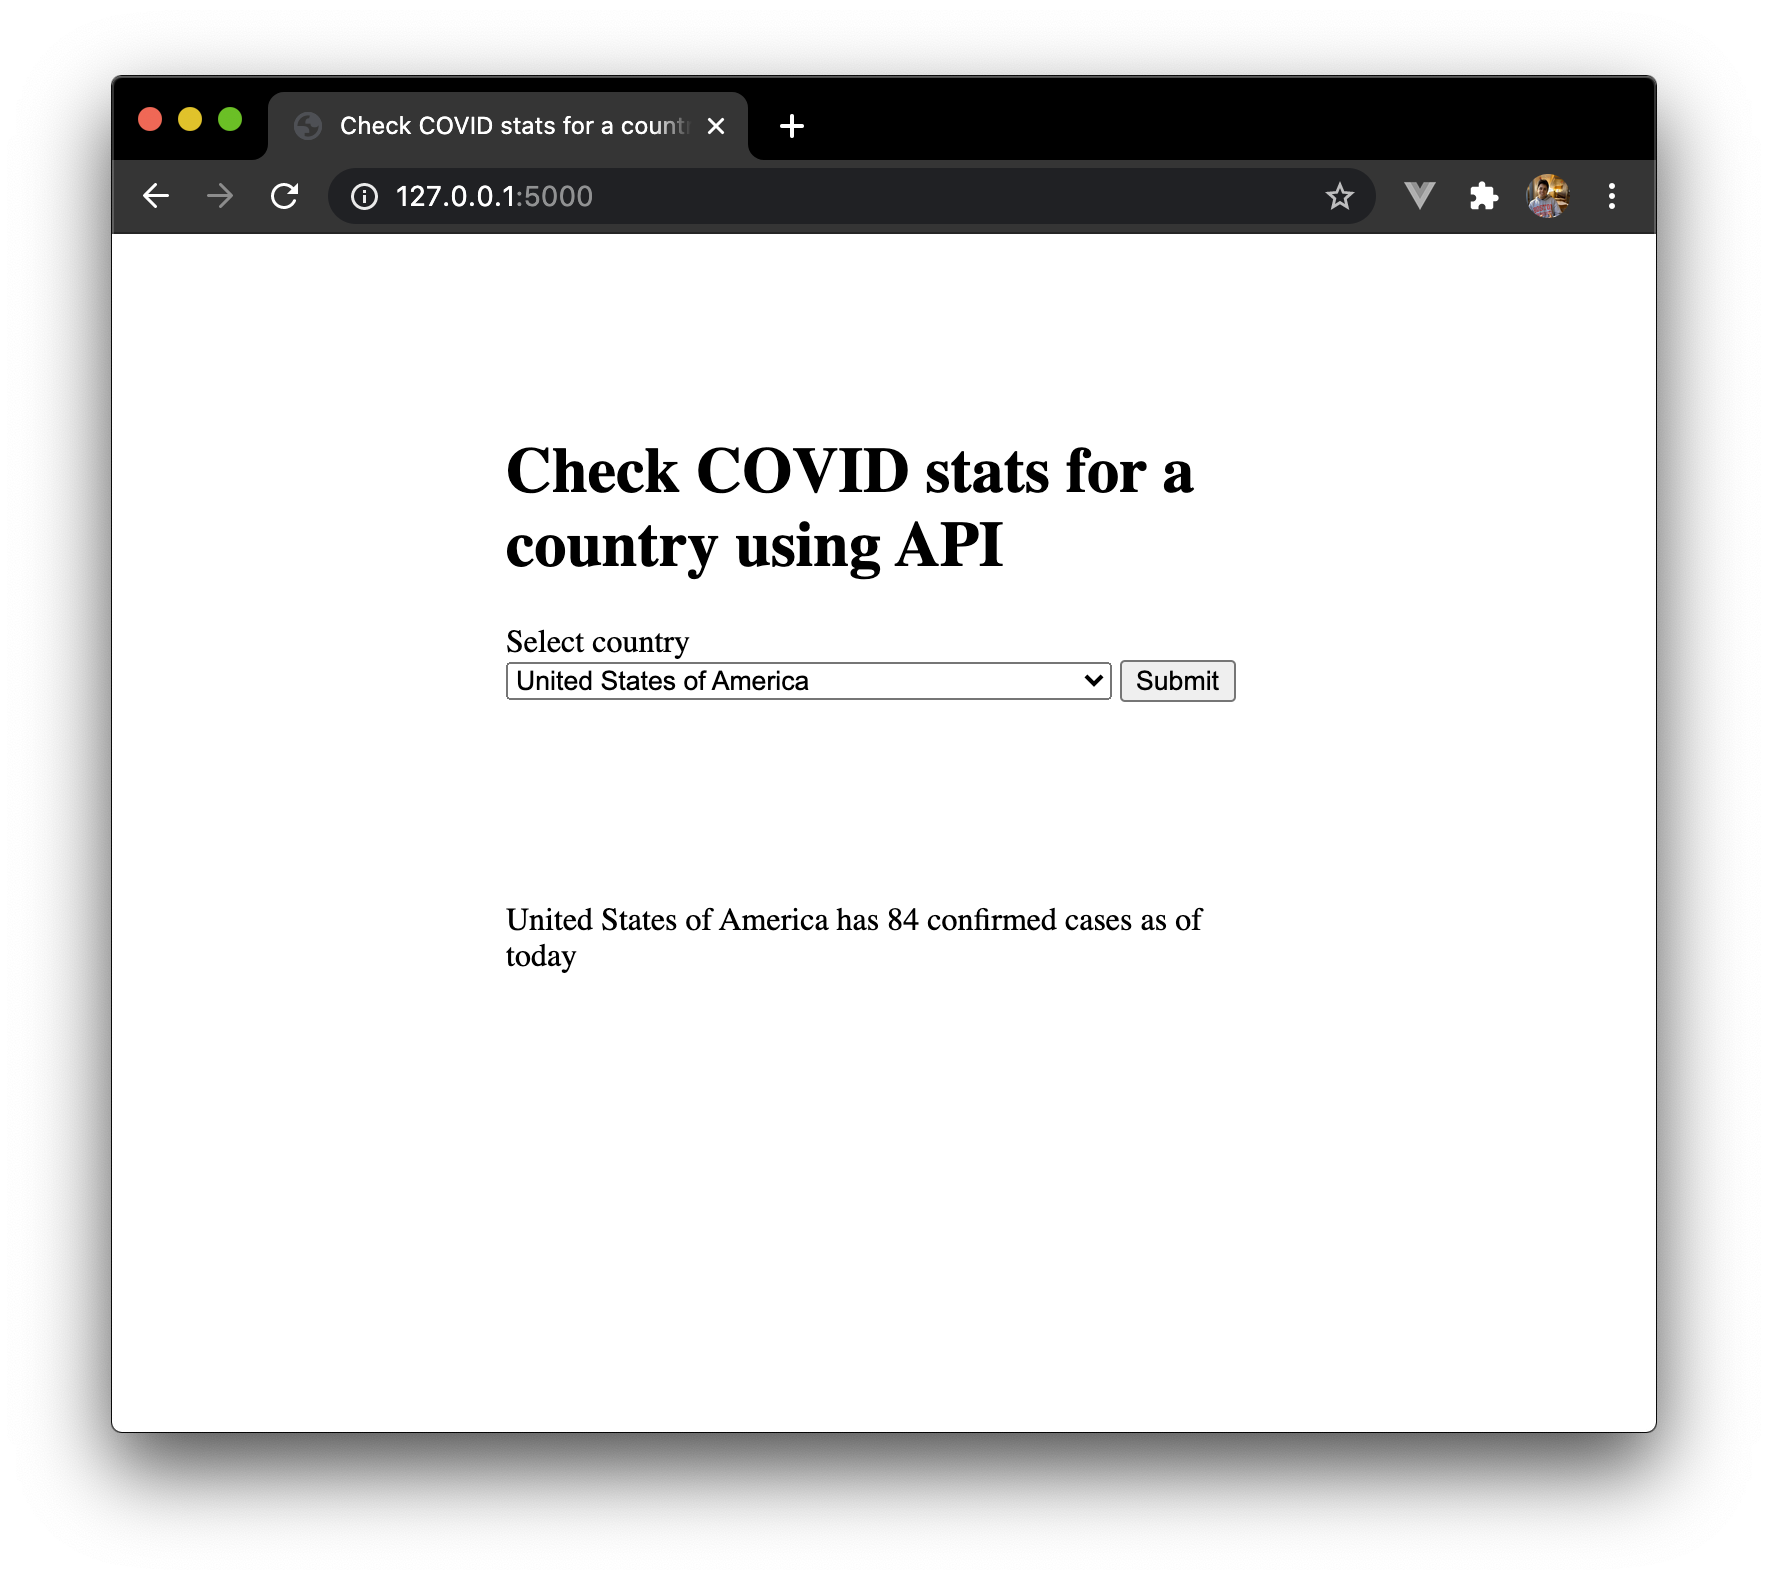 Check COVID stats for a countr
127.0.0.1:5000
Check COVID stats for a
country using API
Select country
United States of America
Submit
United States of America has 84 confirmed cases as of
today